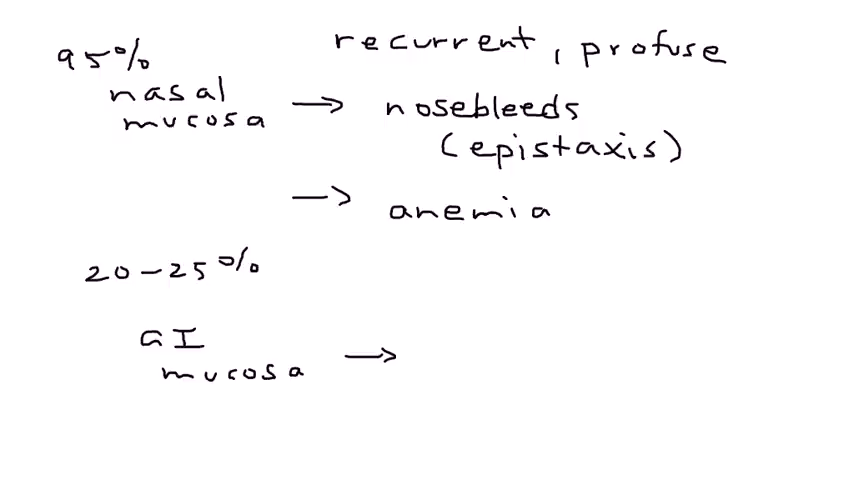 95%
recurrent, profuse
nasal
mucosa → nosebleeds
(epistaxis)
→ anemia
20-25%
GI
mucosa →